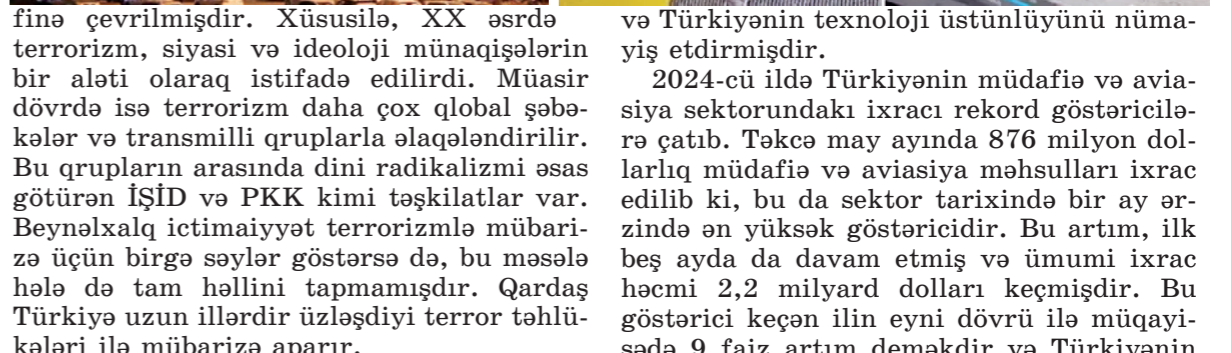 finə çevrilmişdir. Xüsusilə, XX əsrdə
terrorizm, siyasi və ideoloji münaqişələrin
bir aləti olaraq istifadə edilirdi. Müasir
dövrdə isə terrorizm daha çox qlobal şəbə-
kələr və transmilli qruplarla əlaqələndirilir.
Bu qrupların arasında dini radikalizmi əsas
götürən İŞİD və PKK kimi təşkilatlar var.
Beynəlxalq ictimaiyyət terrorizmlə mübari-
zə üçün birgə səylər göstərsə də, bu məsələ
hələ də tam həllini tapmamışdır. Qardaş
Türkiyə uzun illərdir üzləşdiyi terror təhlü-
kələri ilə mübarizə aparır.
və Türkiyənin texnoloji üstünlüyünü nüma-
yiş etdirmişdir.
2024-cü ildə Türkiyənin müdafiə və avia-
siya sektorundakı ixracı rekord göstəricilə-
rə çatıb. Təkcə may ayında 876 milyon dol-
larlıq müdafiə və aviasiya məhsulları ixrac
edilib ki, bu da sektor tarixində bir ay ər-
zində ən yüksək göstəricidir. Bu artım, ilk
beş ayda da davam etmiş və ümumi ixrac
həcmi 2,2 milyard dolları keçmişdir. Bu
göstərici keçən ilin eyni dövrü ilə müqayi-
sədə 9 faiz artım deməkdir və Türkiyənin